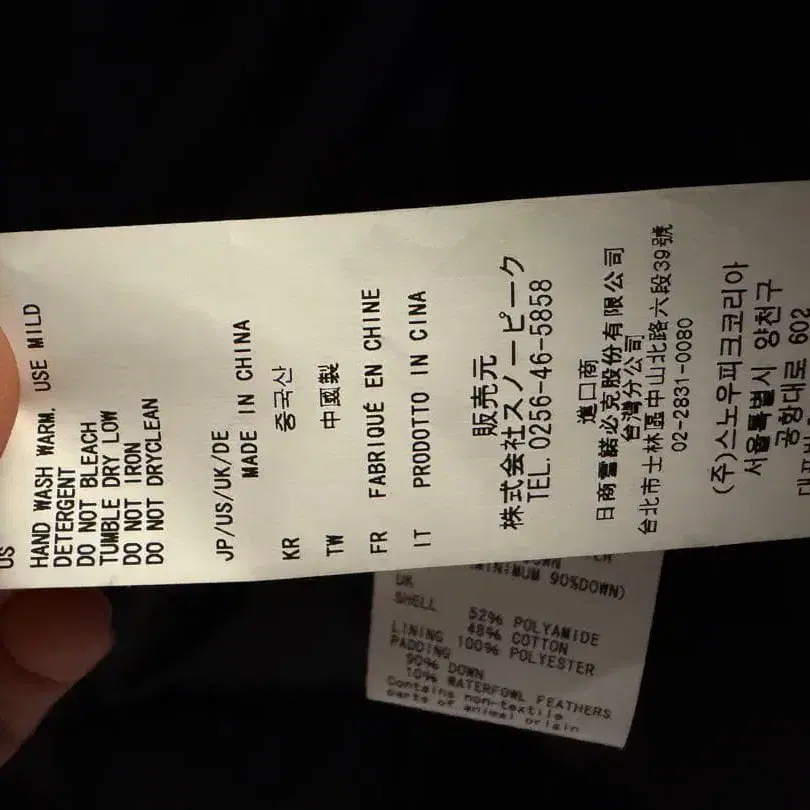 US
HAND WASH WARM, USE MILD
DETERGENT
DO NOT BLEACH
TUMBLE DRY LOW
DO NOT IRON
DO NOT DRYCLEAN
JP/US/UK/DE
MADE IN CHINA
KR 중국산
TW 中國製
FR FABRIQUÉ EN CHINE
IT PRODOTTO IN CINA
販売元
株式会社スノーピーク
TEL. 0256-46-5858
進口商
日商雪諾必克股份有限公司
台灣分公司
台北市士林區中山北路六段39號
02-2831-0080
(주)스노우피크코리아
서울특별시 양천구
공항대로 602
90%DOWN)
UK
SHELL 52% POLYAMIDE
48% COTTON
LINING 100% POLYESTER
PADDING
90% DOWN
10% WATERFOWL FEATHERS
Contains non-textile
parts of animal origin